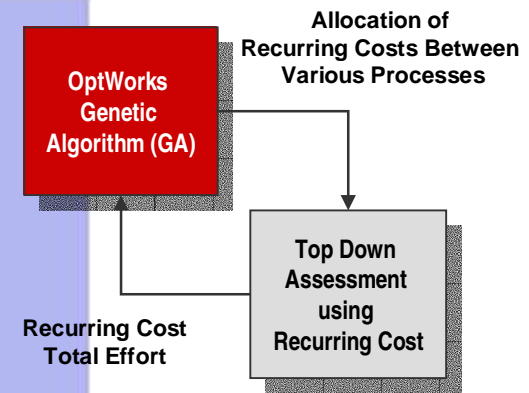 Allocation of
Recurring Costs Between
Various Processes
OptWorks
Genetic
Algorithm (GA)
Top Down
Assessment
using
Recurring Cost
Recurring Cost
Total Effort